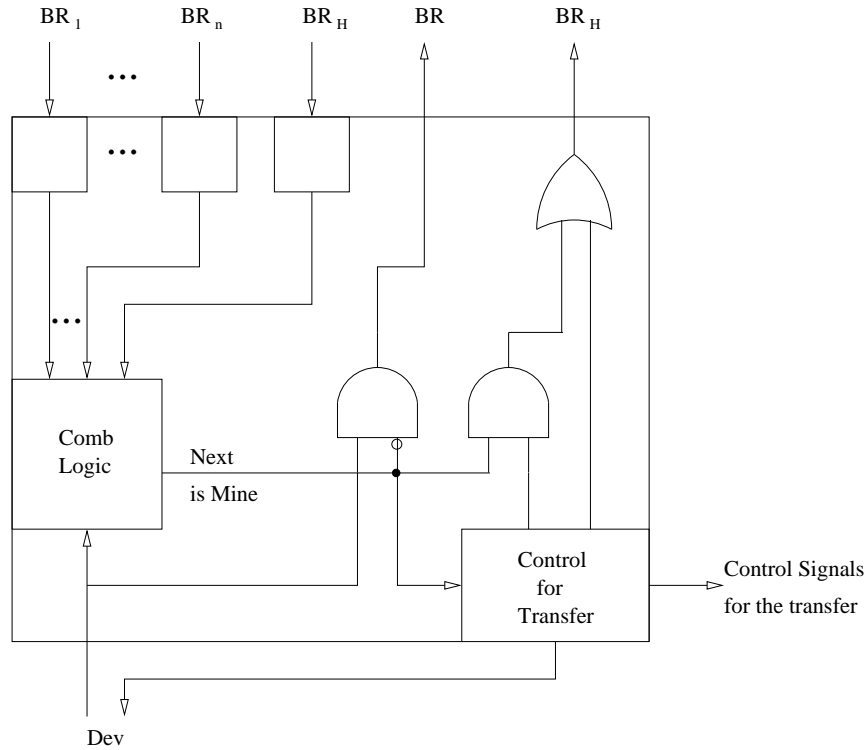 BR 1 BR n BR H BR BR H
Comb
Logic
Next
is Mine
Control
for
Transfer
Control Signals
for the transfer
Dev